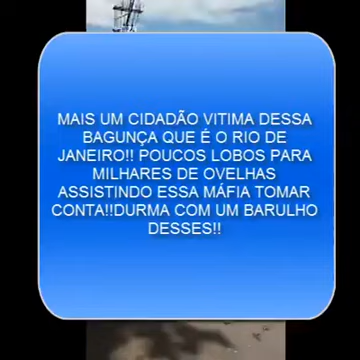 MAIS UM CIDADÃO VITIMA DESSA
BAGUNÇA QUE É O RIO DE
JANEIRO!! POUCOS LOBOS PARA
MILHARES DE OVELHAS
ASSISTINDO ESSA MÁFIA TOMAR
CONTA!!DURMA COM UM BARULHO
DESSES!!